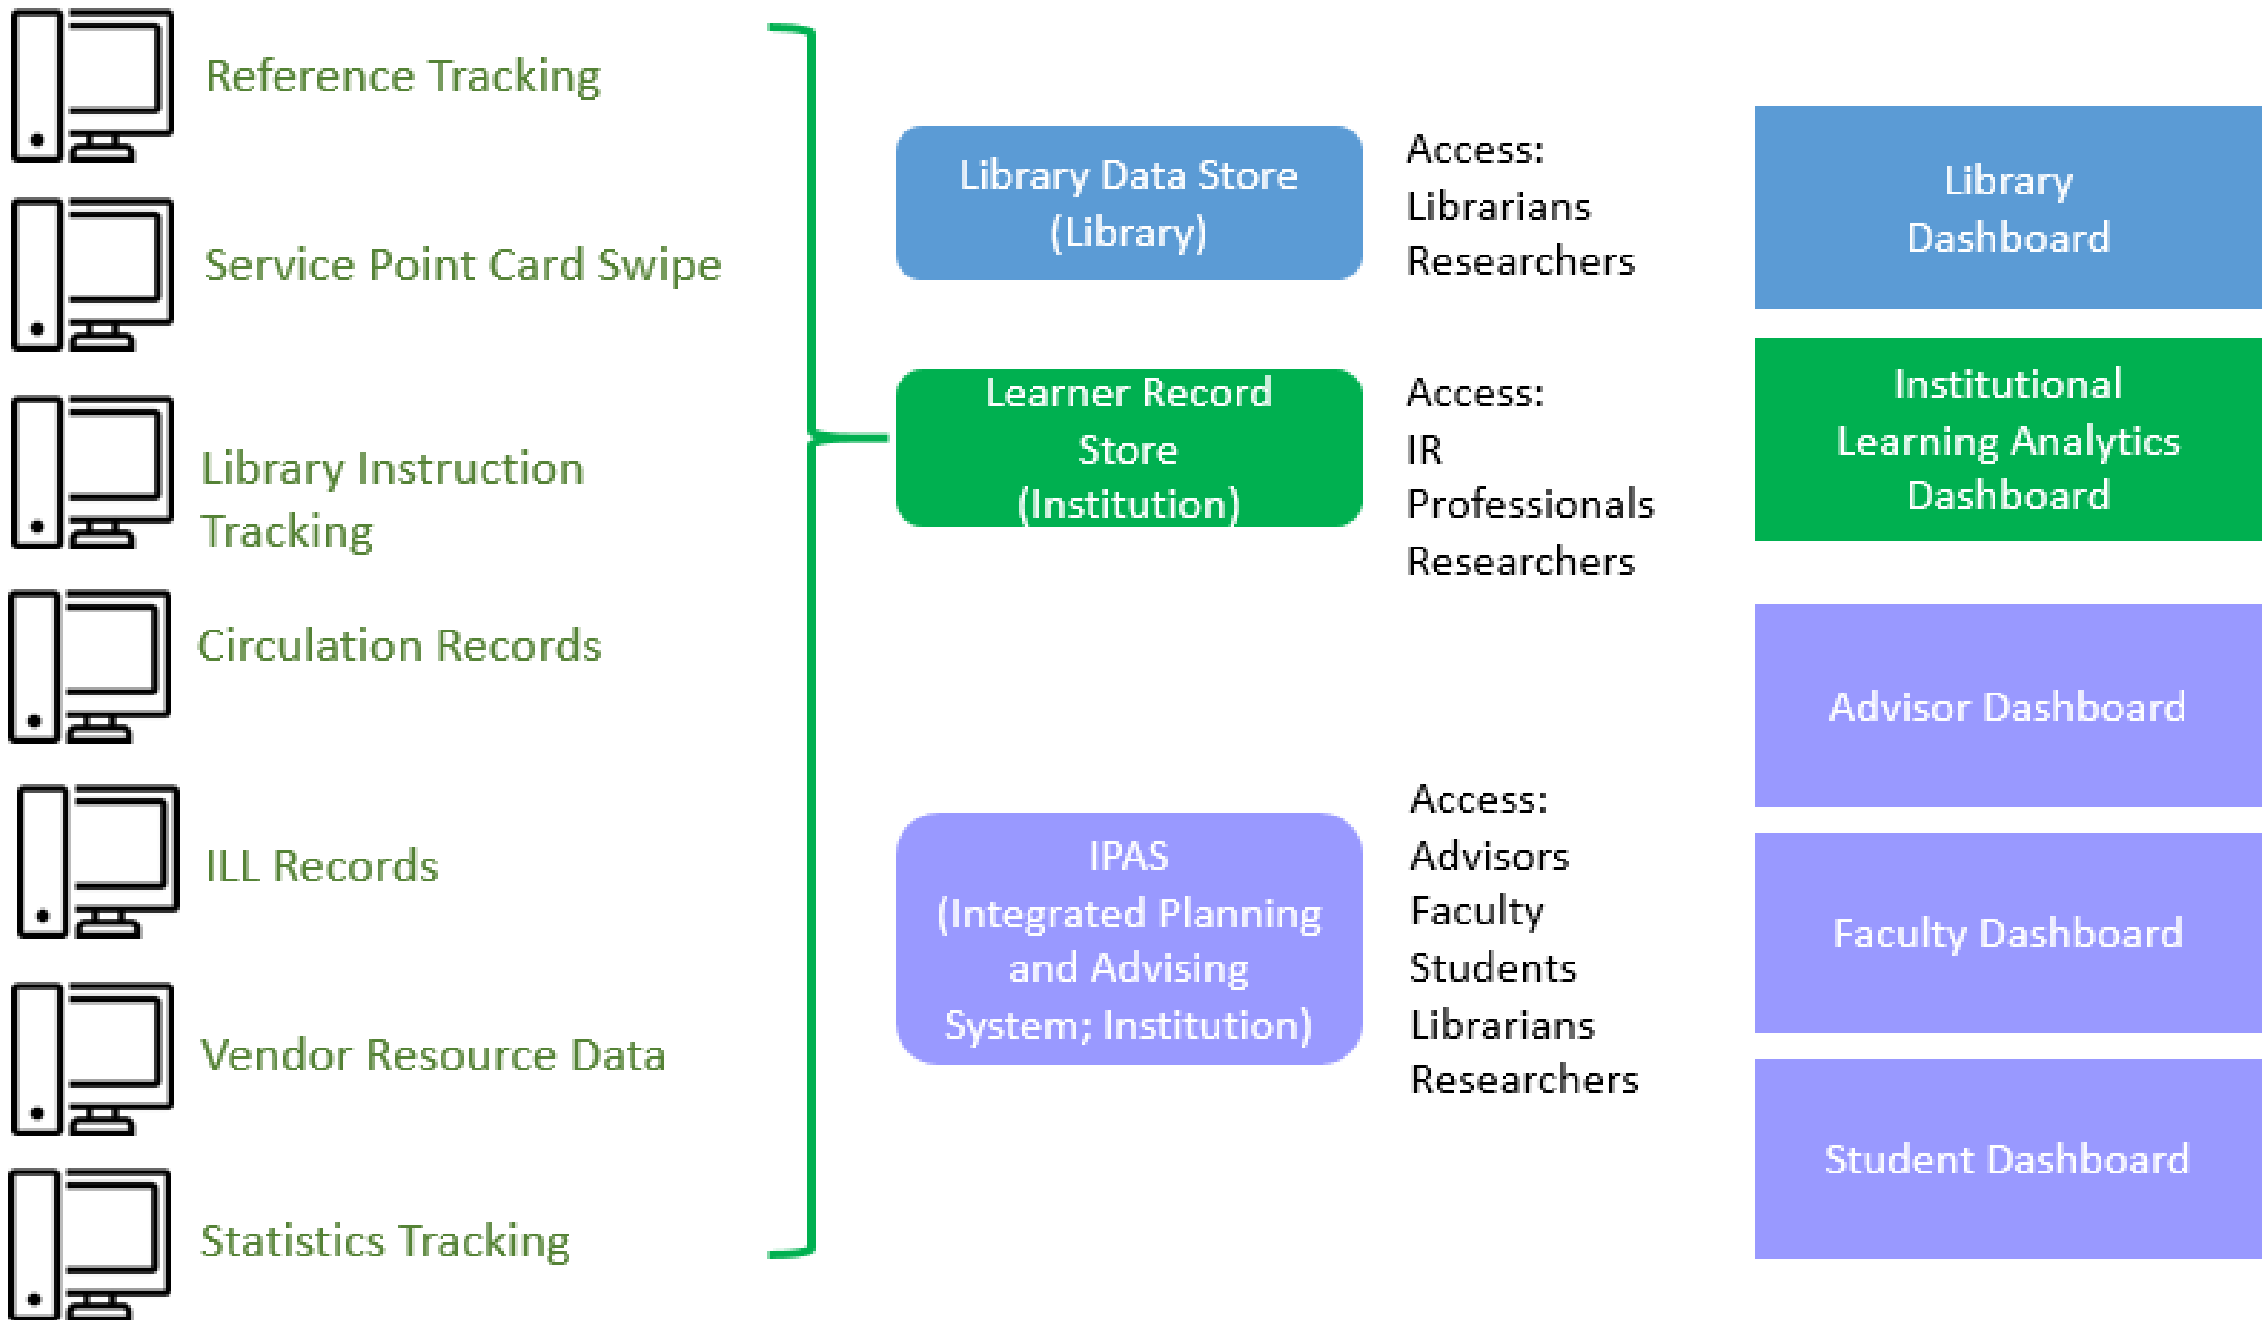 Reference Tracking
Service Point Card Swipe
Library Instruction
Tracking
Circulation Records
ILL Records
Vendor Resource Data
Statistics Tracking
Library Data Store
(Library)
Learner Record
Store
(Institution)
IPAS
(Integrated Planning
and Advising
System; Institution)
Access:
Librarians
Researchers
Access:
IR
Professionals
Researchers
Access:
Advisors
Faculty
Students
Librarians
Researchers
Library
Dashboard
Institutional
Learning Analytics
Dashboard
Advisor Dashboard
Faculty Dashboard
Student Dashboard